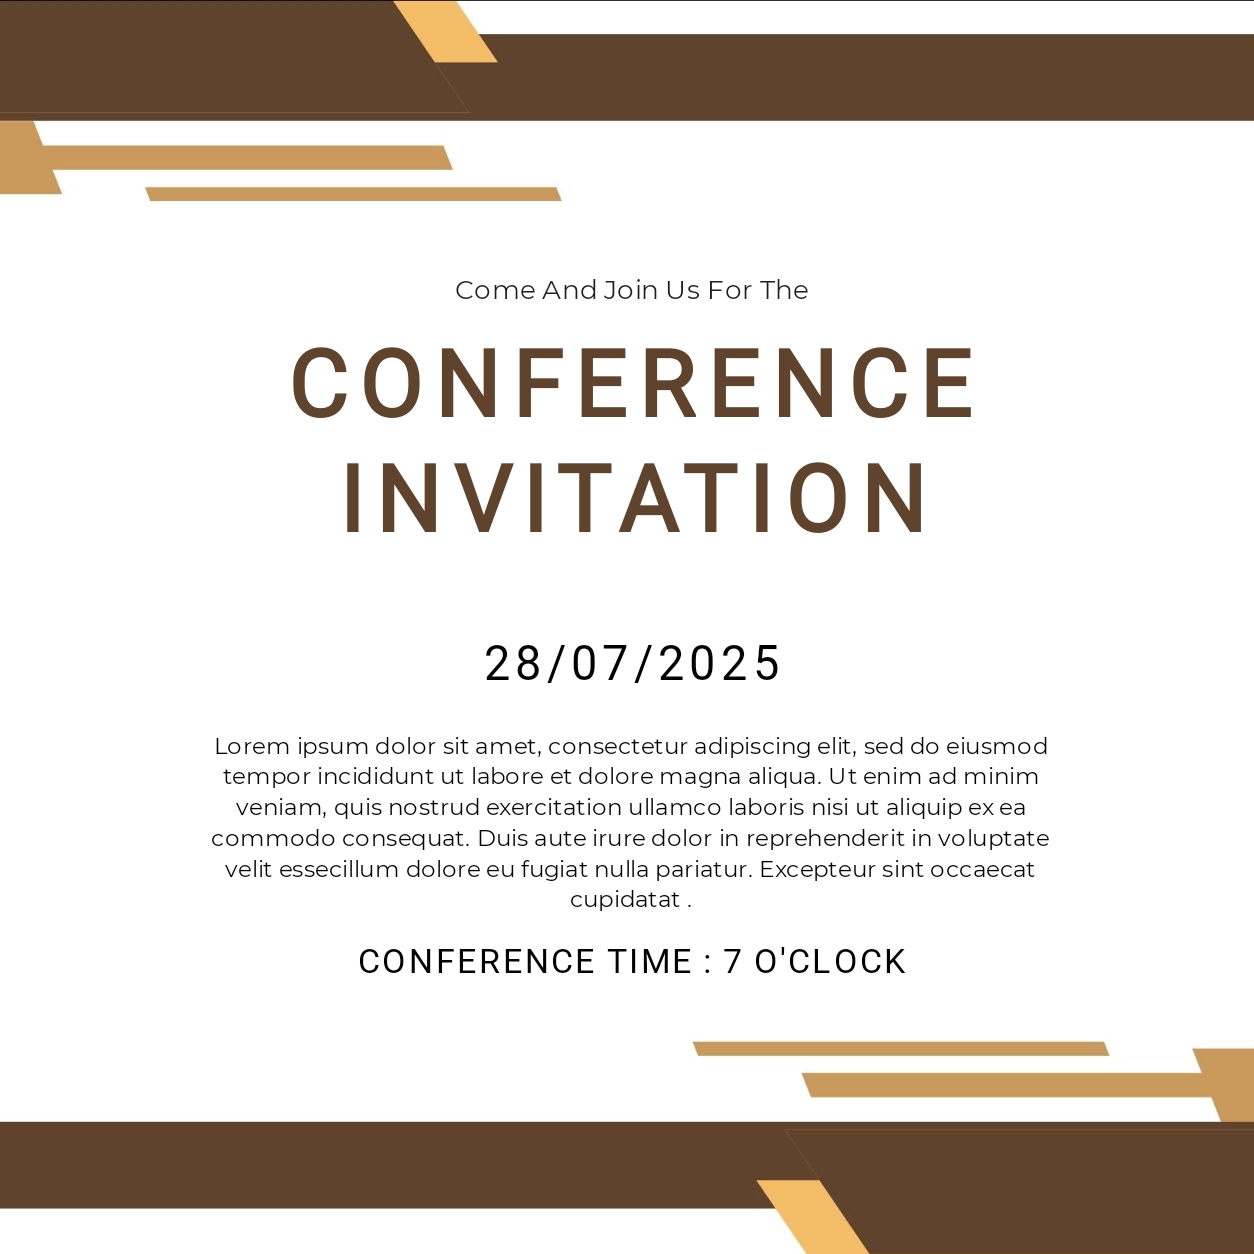 Come And Join Us For The
CONFERENCE
INVITATION
28/07/2025
Lorem ipsum dolor sit amet, consectetur adipiscing elit, sed do eiusmod
tempor incididunt ut labore et dolore magna aliqua. Ut enim ad minim
veniam, quis nostrud exercitation ullamco laboris nisi ut aliquip ex ea
commodo consequat. Duis aute irure dolor in reprehenderit in voluptate
velit essecillum dolore eu fugiat nulla pariatur. Excepteur sint occaecat
cupidatat .
CONFERENCE TIME : 7 O'CLOCK